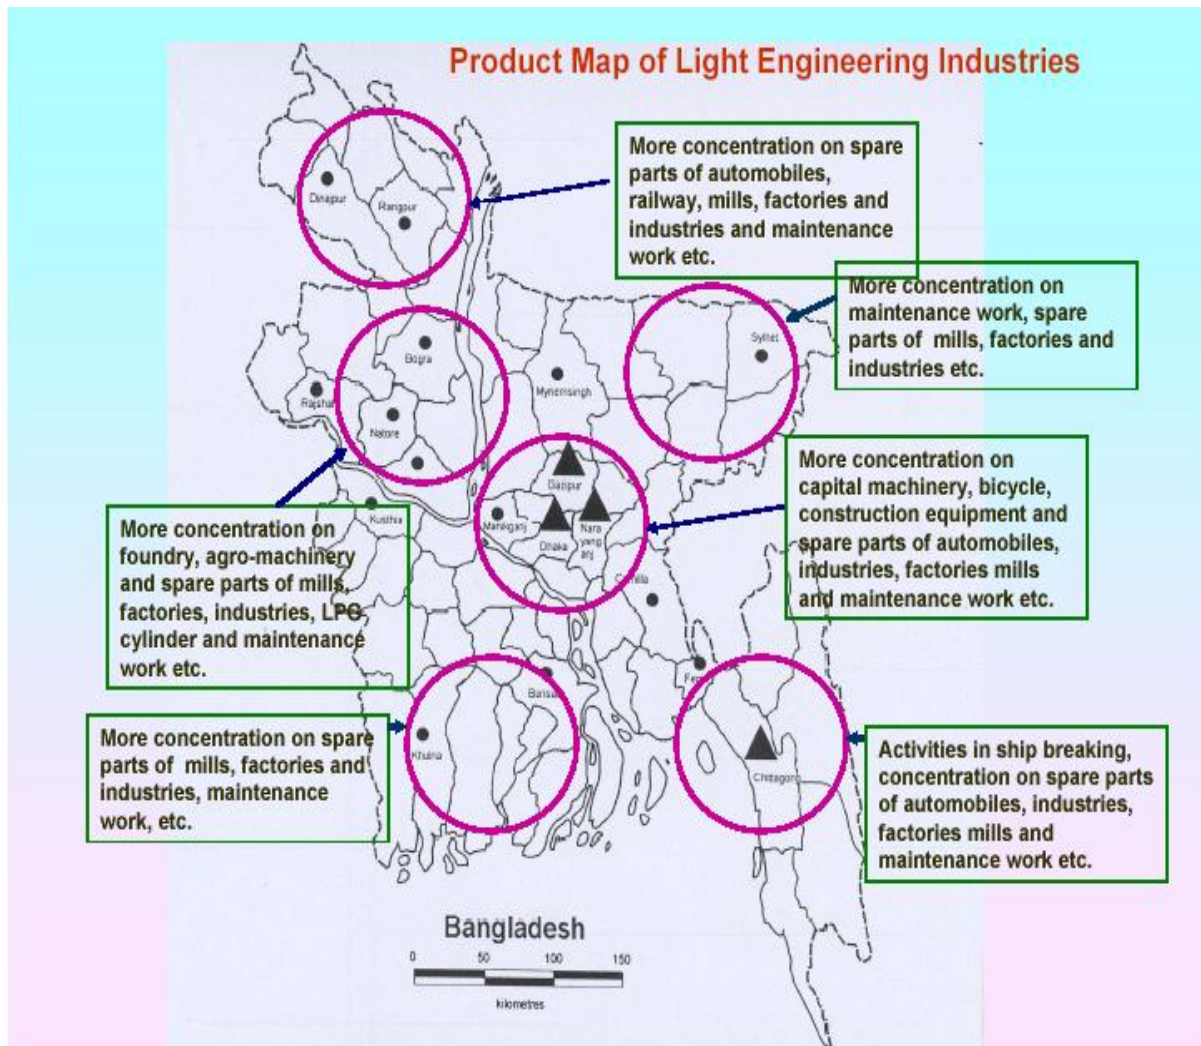 Product Map of Light Engineering Industries
More concentration on spare
parts of automobiles,
railway, mills, factories and
industries and maintenance
work etc.
Dinajpur
Rangpur
More concentration on
maintenance work, spare
parts of mills, factories and
industries etc.
Sylhet
Bogra
Rajshahi
Natore
Mynemsingh
More concentration on
capital machinery, bicycle,
construction equipment and
spare parts of automobiles,
industries, factories mills
and maintenance work etc.
Gazipur
Manikganj
Dhaka
Nara
yang
anj
Kusthia
More concentration on
foundry, agro-machinery
and spare parts of mills,
factories, industries, LPG
cylinder and maintenance
work etc.
Comilla
Feni
Barisal
Khulna
More concentration on spare
parts of mills, factories and
industries, maintenance
work, etc.
Chittagong
Activities in ship breaking,
concentration on spare parts
of automobiles, industries,
factories mills and
maintenance work etc.
Bangladesh
0 50 100 150
kilometres